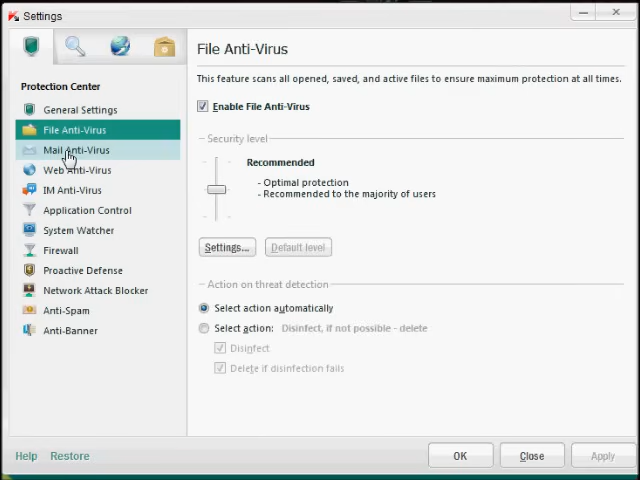 Settings
Protection Center
General Settings
File Anti-Virus
Mail Anti-Virus
Web Anti-Virus
IM Anti-Virus
Application Control
System Watcher
Firewall
Proactive Defense
Network Attack Blocker
Anti-Spam
Anti-Banner
File Anti-Virus
This feature scans all opened, saved, and active files to ensure maximum protection at all times.
Enable File Anti-Virus
Security level
Recommended
- Optimal protection
- Recommended to the majority of users
Settings... Default level
Action on threat detection
Select action automatically
Select action: Disinfect, if not possible - delete
Disinfect
Delete if disinfection fails
Help Restore OK Close Apply